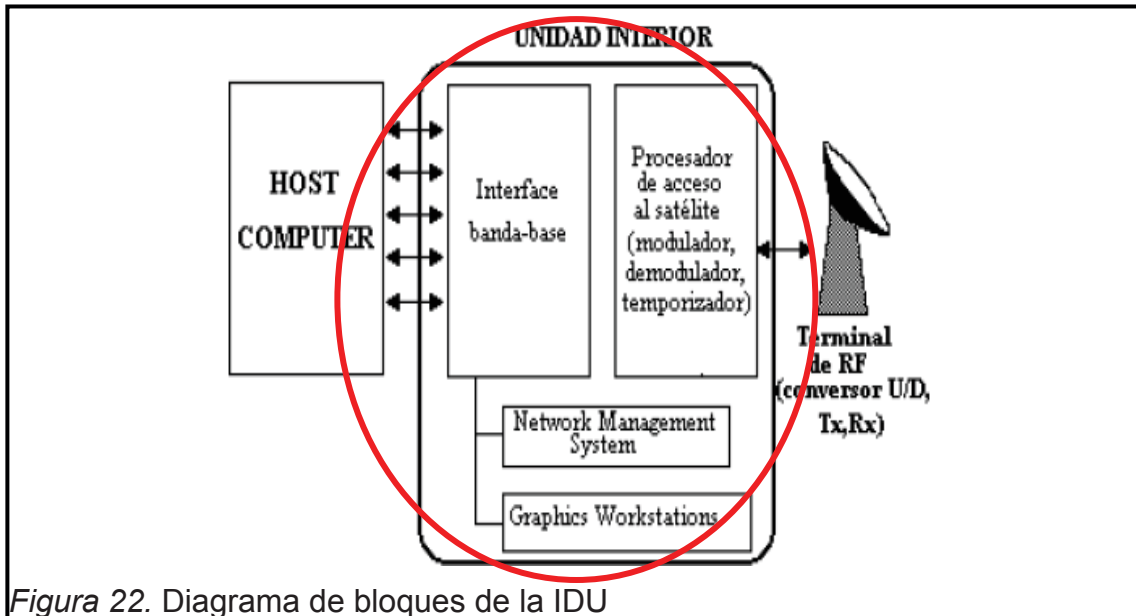 UNIDAD INTERIOR
HOST
COMPUTER
Interface
banda-base
Procesador
de acceso
al satélite
(modulador,
demodulador,
temporizador)
Terminal
de RF
(conversor U/D,
Tx,Rx)
Network Management
System
Graphics Workstations
Figura 22. Diagrama de bloques de la IDU